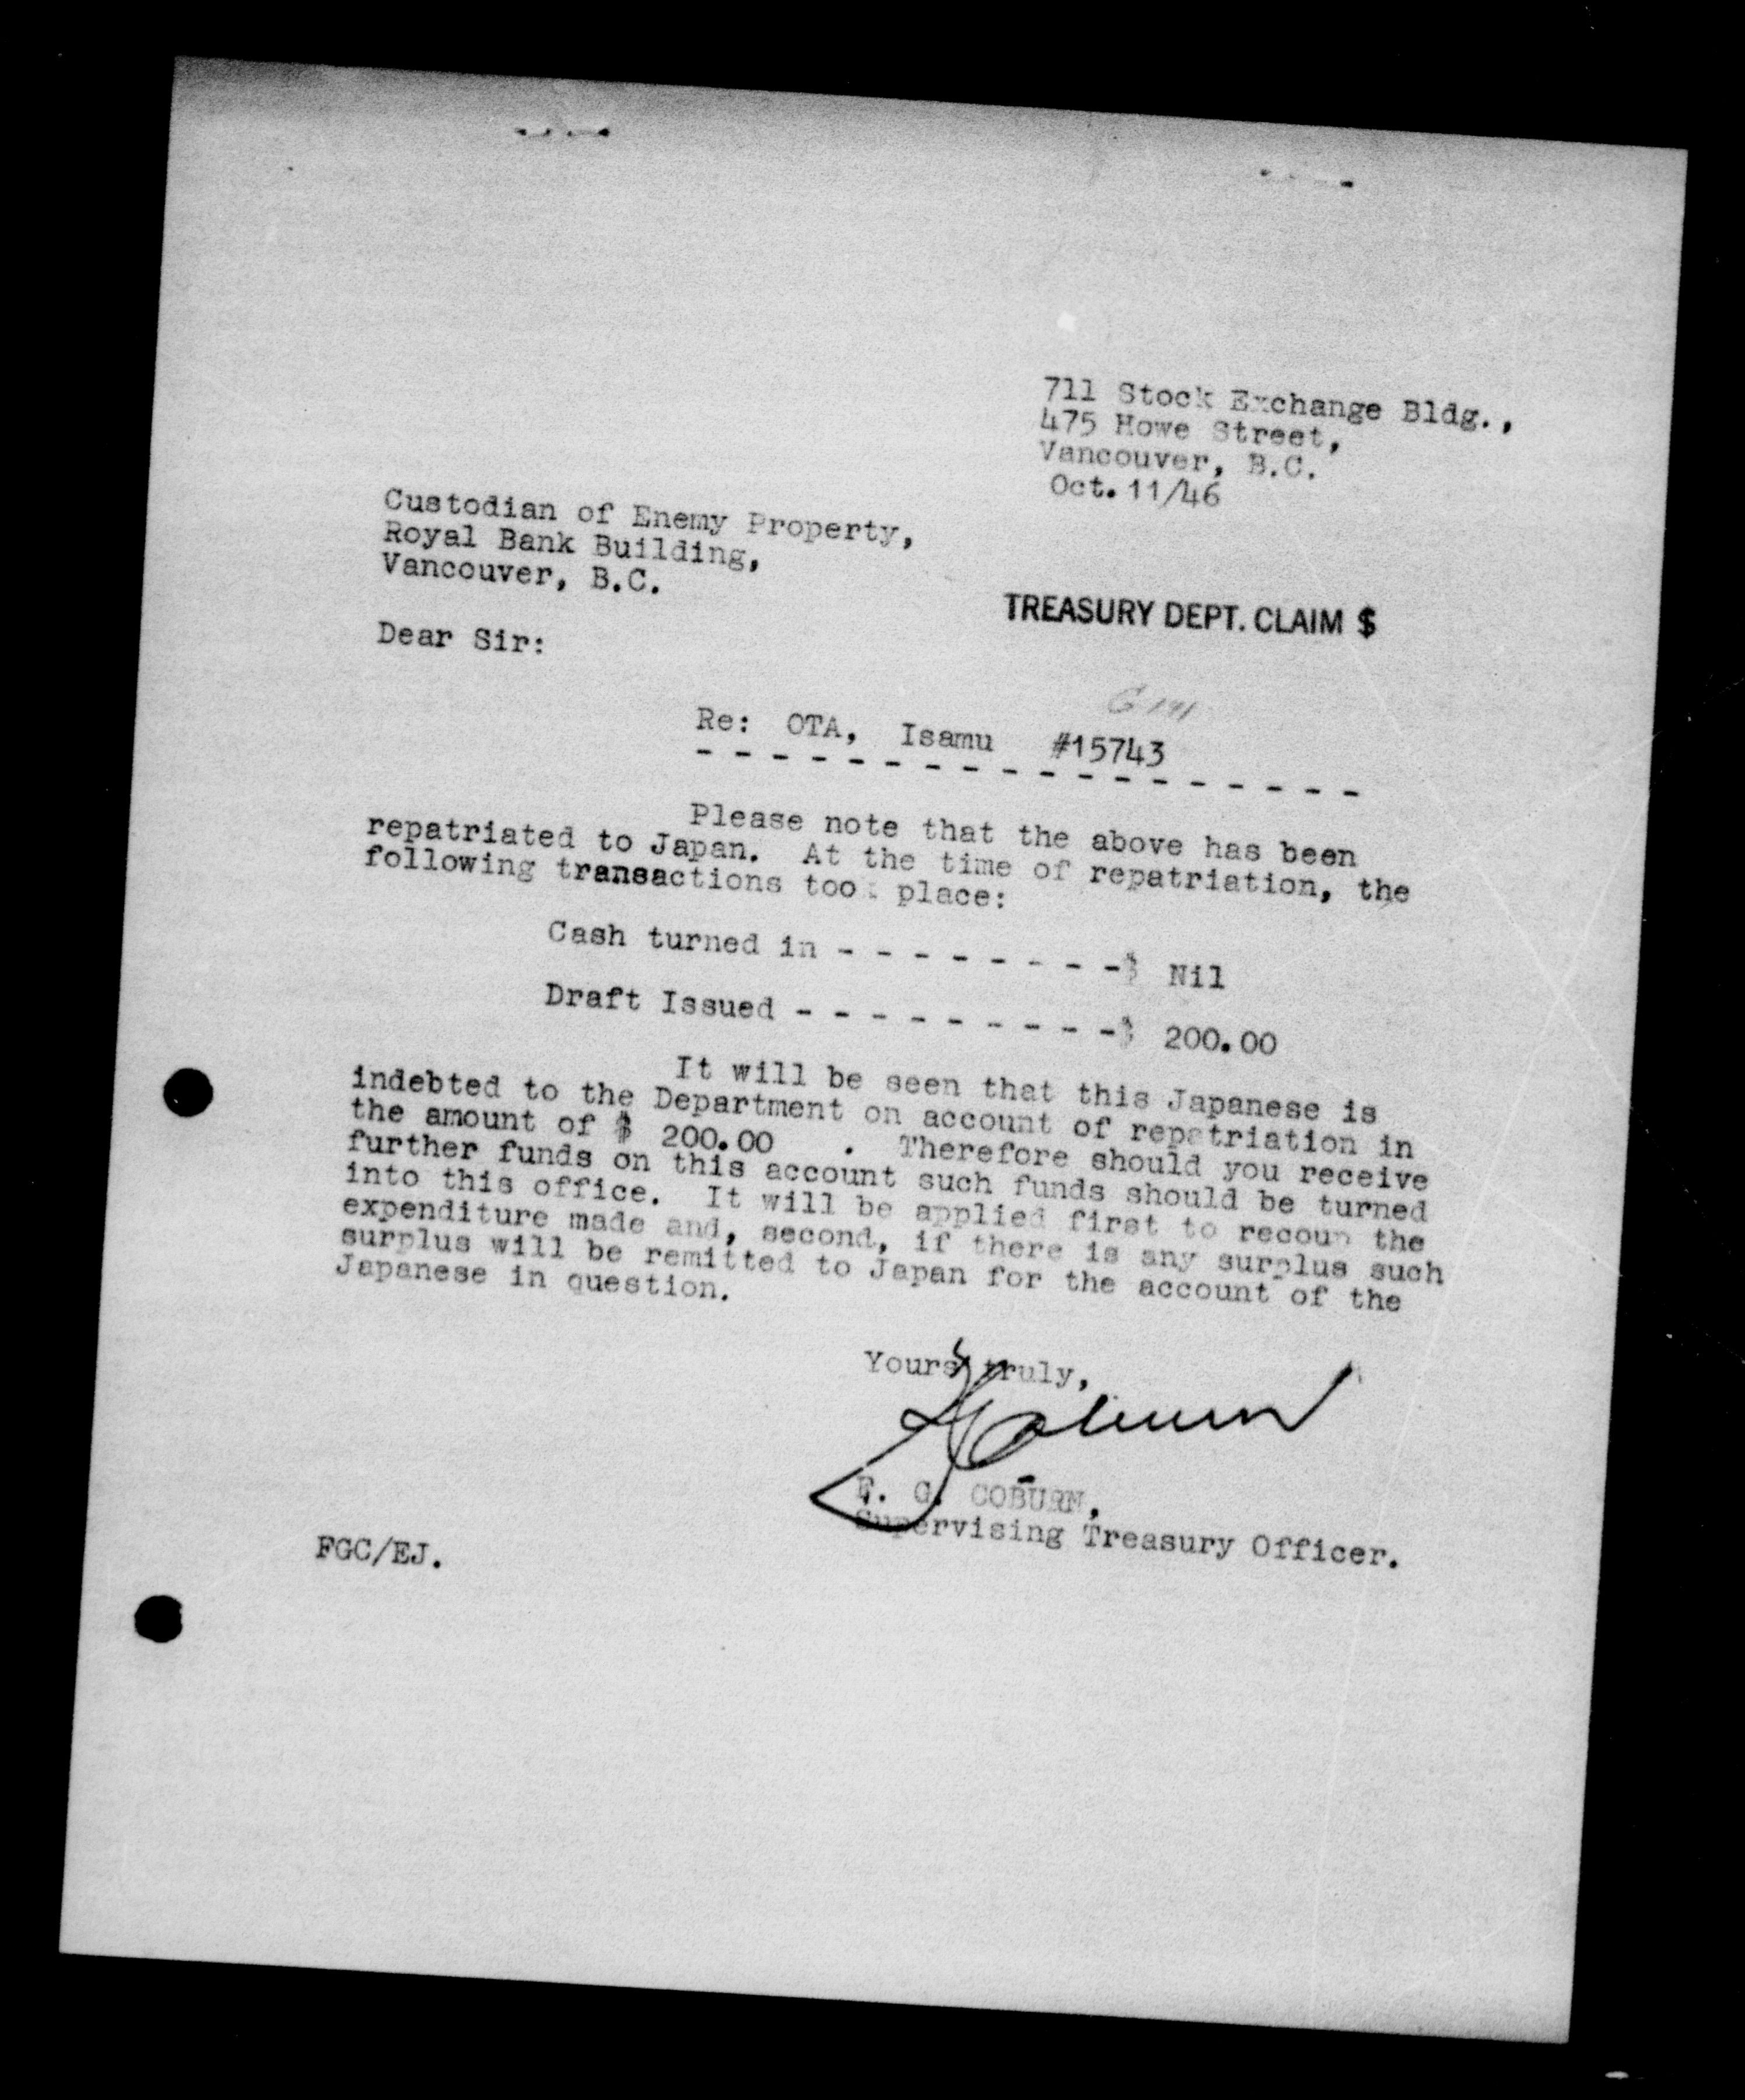 711 Stock Exchange Bldg.,
475 Howe Street,
Vancouver, B.C.
Oct. 11/46
Custodian of Enemy Property,
Royal Bank Building,
Vancouver, B.C.
TREASURY DEPT. CLAIM $
Dear Sir:
Re: OTA, Isamu #15743
- - - - - - - - - - - - - - - - - -
Please note that the above has been
repatriated to Japan. At the time of repatriation, the
following transactions took place:
Cash turned in - - - - - - - -$ Nil
Draft Issued - - - - - - - - -$ 200.00
It will be seen that this Japanese is
indebted to the Department on account of repatriation in
the amount of $ 200.00 . Therefore should you receive
further funds on this account such funds should be turned
into this office. It will be applied first to recoup the
expenditure made and, second, if there is any surplus such
surplus will be remitted to Japan for the account of the
Japanese in question.
Yours truly,
F. G. COBURN,
Supervising Treasury Officer.
FGC/EJ.